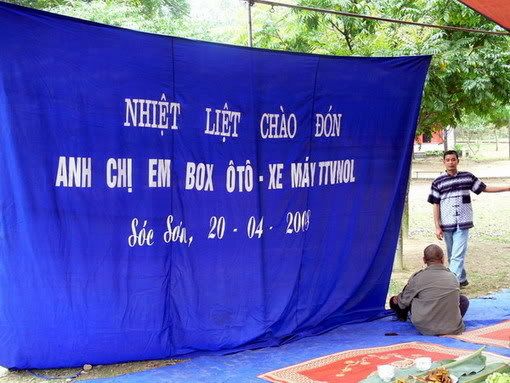 NHIỆT LIỆT CHÀO ĐÓN
ANH CHỊ EM BOX ÔTÔ - XE MÁY TTVNOL
Sóc Sơn, 20 - 04 - 2008